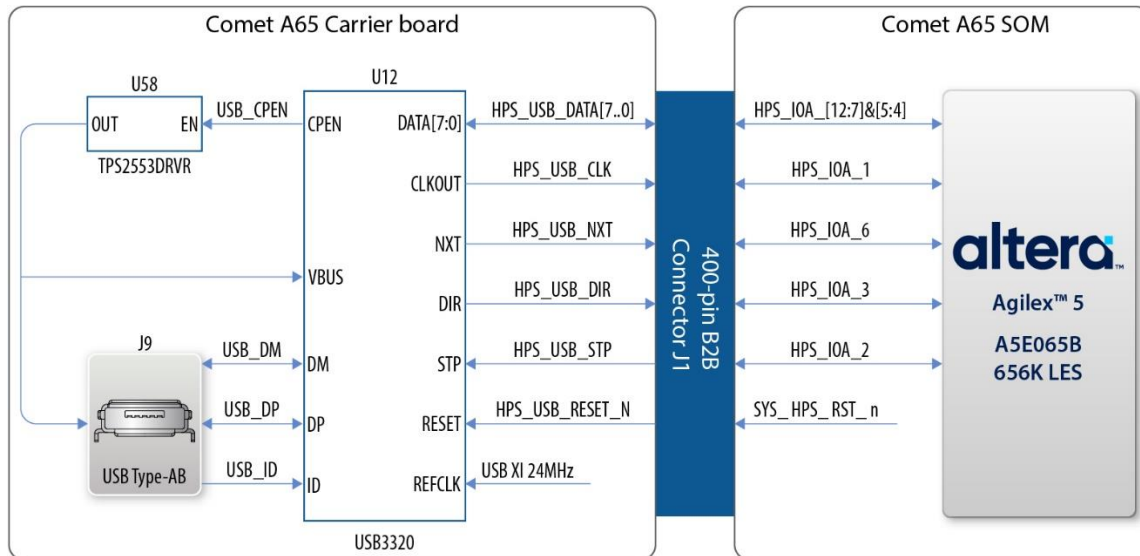 Comet A65 Carrier board
Comet A65 SOM
U58
OUT
EN
TPS2553DRVR
USB_CPEN
U12
CPEN
VBUS
DM
DP
ID
DATA[7:0]
CLKOUT
NXT
DIR
STP
RESET
REFCLK
USB3320
J9
USB Type-AB
USB_DM
USB_DP
USB_ID
HPS_USB_DATA[7..0]
HPS_USB_CLK
HPS_USB_NXT
HPS_USB_DIR
HPS_USB_STP
HPS_USB_RESET_N
USB XI 24MHz
400-pin B2B
Connector J1
HPS_IOA_[12:7]&[5:4]
HPS_IOA_1
HPS_IOA_6
HPS_IOA_3
HPS_IOA_2
SYS_HPS_RST_n
altera™
Agilex™ 5
A5E065B
656K LES